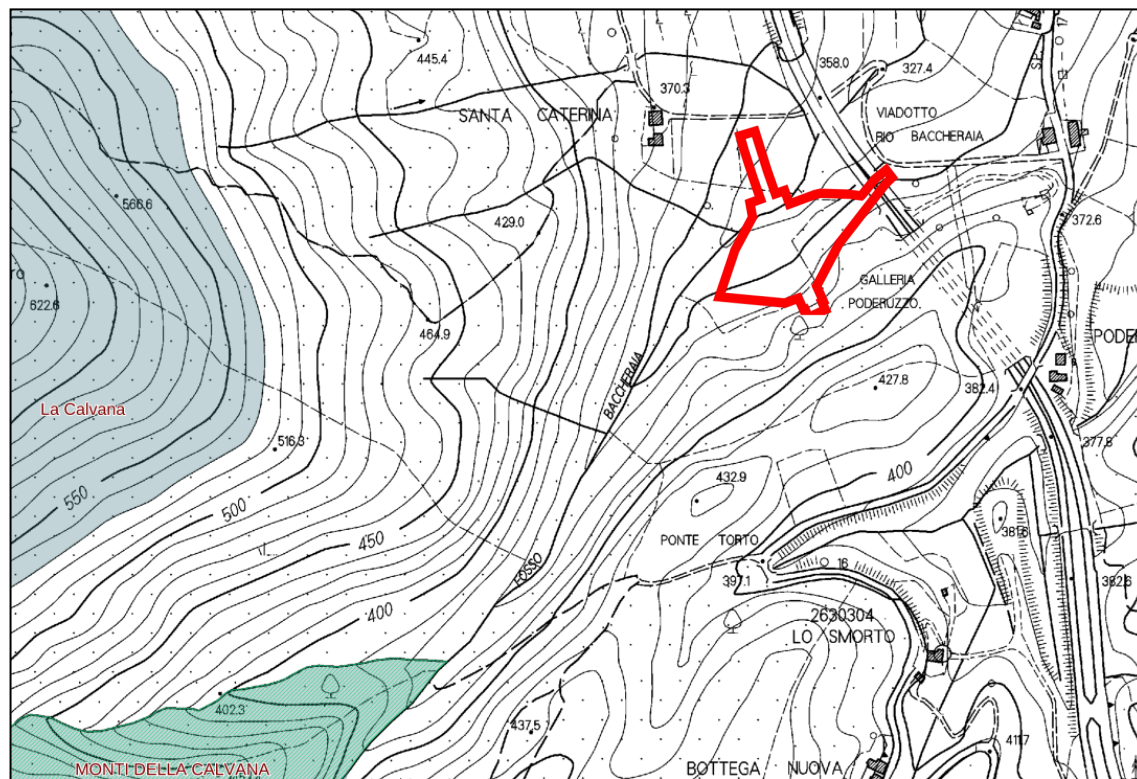 445.4
370.3
358.0
327.4
SANTA CATERINA
VIADOTTO
RIO BACCHERAIA
566.6
429.0
372.6
622.6
464.9
GALLERIA
PODERUZZO.
PODER
BACCHERAIA
427.8
382.4
La Calvana
516.3
377.8
550
500
450
400
432.9
400
381.6
PONTE TORTO
FOSSO
397.1
16
382.6
2630304
LO SMORTO
402.3
437.5
411.7
MONTI DELLA CALVANA
BOTTEGA NUOVA